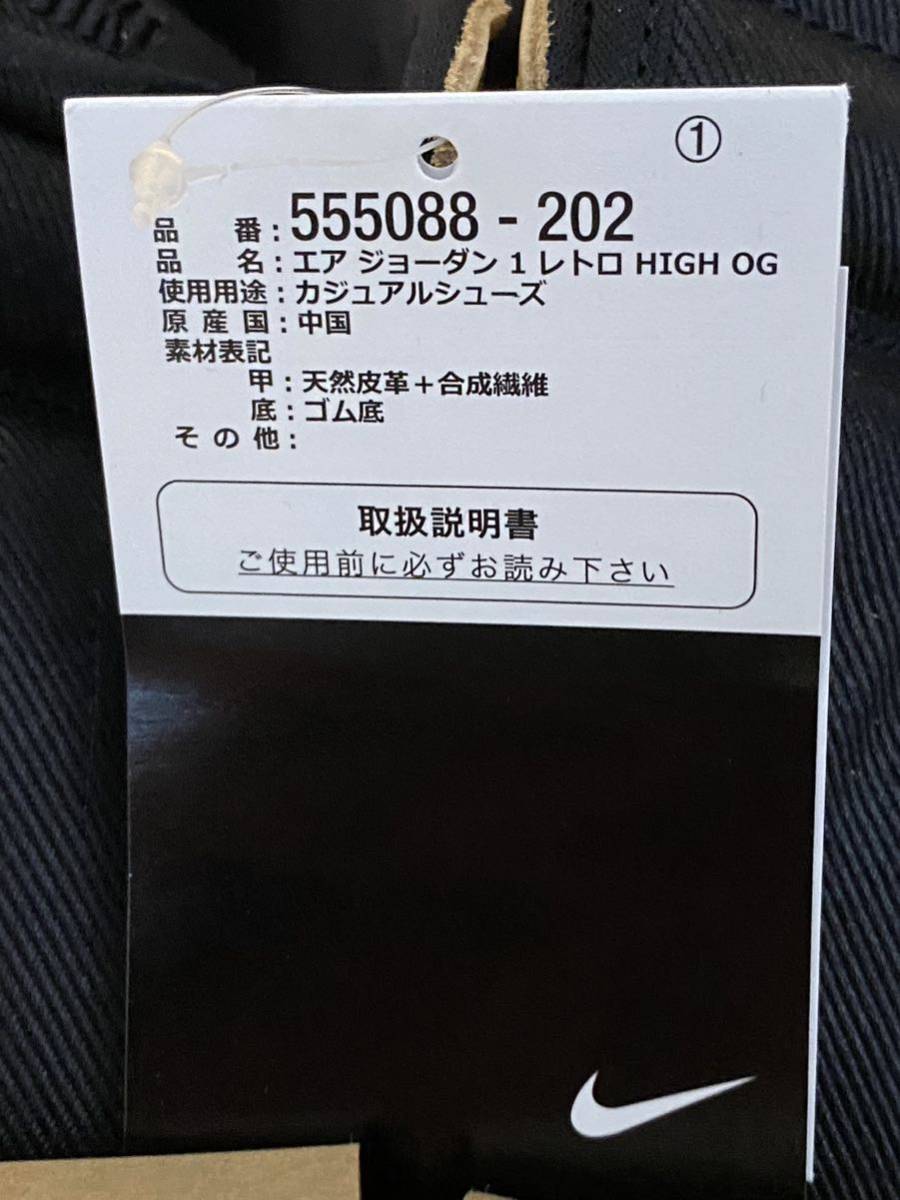 ①
品 番:555088 - 202
品 名:エア ジョーダン 1 レトロ HIGH OG
使用用途:カジュアルシューズ
原 産 国:中国
素材表記
甲:天然皮革+合成繊維
底:ゴム底
そ の 他:
取扱説明書
ご使用前に必ずお読み下さい